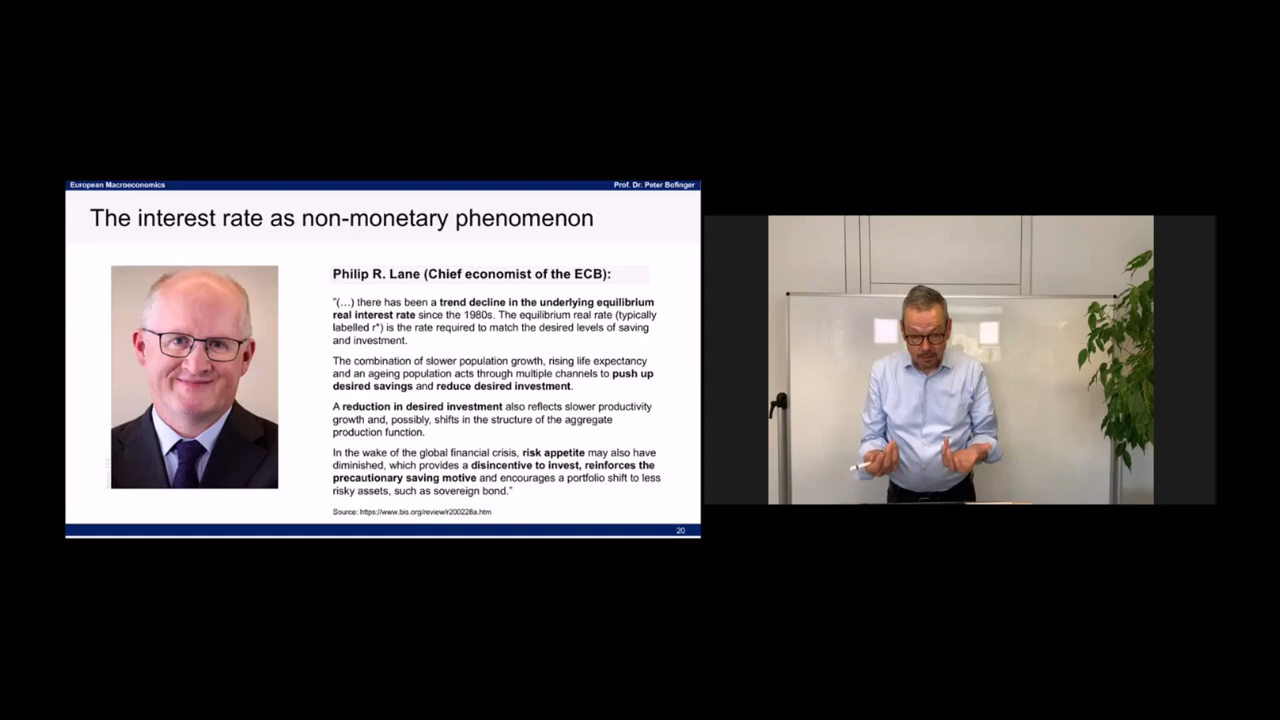 European Macroeconomics
Prof. Dr. Peter Bofinger
The interest rate as non-monetary phenomenon
Philip R. Lane (Chief economist of the ECB):
"(…) there has been a trend decline in the underlying equilibrium
real interest rate since the 1980s. The equilibrium real rate (typically
labelled r*) is the rate required to match the desired levels of saving
and investment.
The combination of slower population growth, rising life expectancy
and an ageing population acts through multiple channels to push up
desired savings and reduce desired investment.
A reduction in desired investment also reflects slower productivity
growth and, possibly, shifts in the structure of the aggregate
production function.
In the wake of the global financial crisis, risk appetite may also have
diminished, which provides a disincentive to invest, reinforces the
precautionary saving motive and encourages a portfolio shift to less
risky assets, such as sovereign bond."
Source: https://www.bis.org/review/r200228a.htm
20